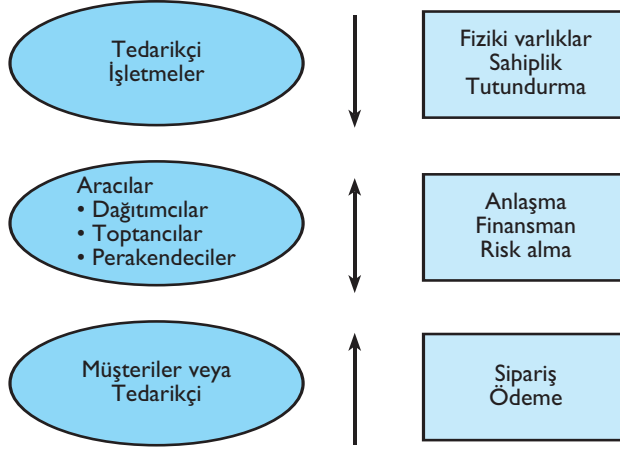 Tedarikçi
İşletmeler
Fiziki varlıklar
Sahiplik
Tutundurma
Aracılar
• Dağıtımcılar
• Toptancılar
• Perakendeciler
Anlaşma
Finansman
Risk alma
Müşteriler veya
Tedarikçi
Sipariş
Ödeme